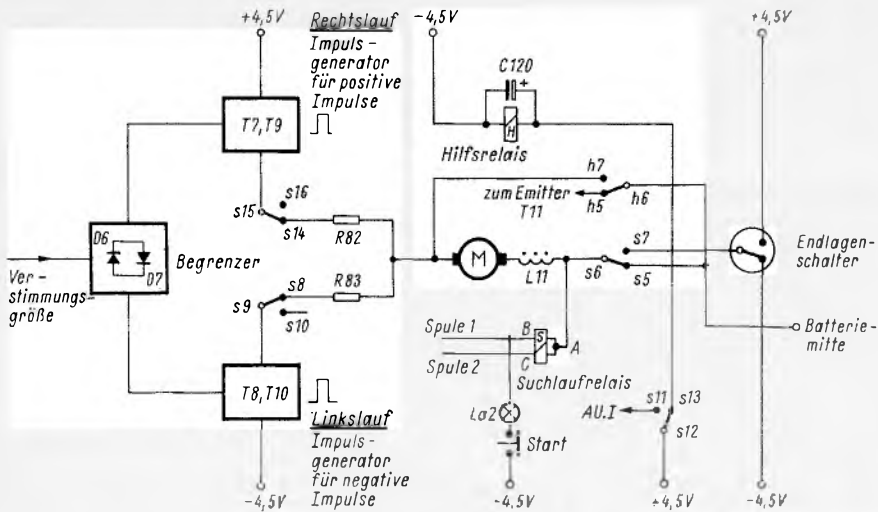 +4,5V
Rechtslauf
Impuls-
generator
für positive
Impulse
-4,5V
C120
+
+4,5V
T7,T9
H
Hilfsrelais
h7
zum Emitter
T11
h5
h6
s16
s15
s14
R82
D6
D7
Begrenzer
Ver-
stimmungs-
größe
M
L11
s7
s6
s5
Endlagen-
schalter
s8
s9
s10
R83
Spule 1
B
S
A
Spule 2
C
Suchlaufrelais
Batterie-
mitte
T8,T10
Linkslauf
Impuls-
generator
für negative
Impulse
-4,5V
La2
Start
-4,5V
s11
s13
AU.I
s12
+4,5V
-4,5V